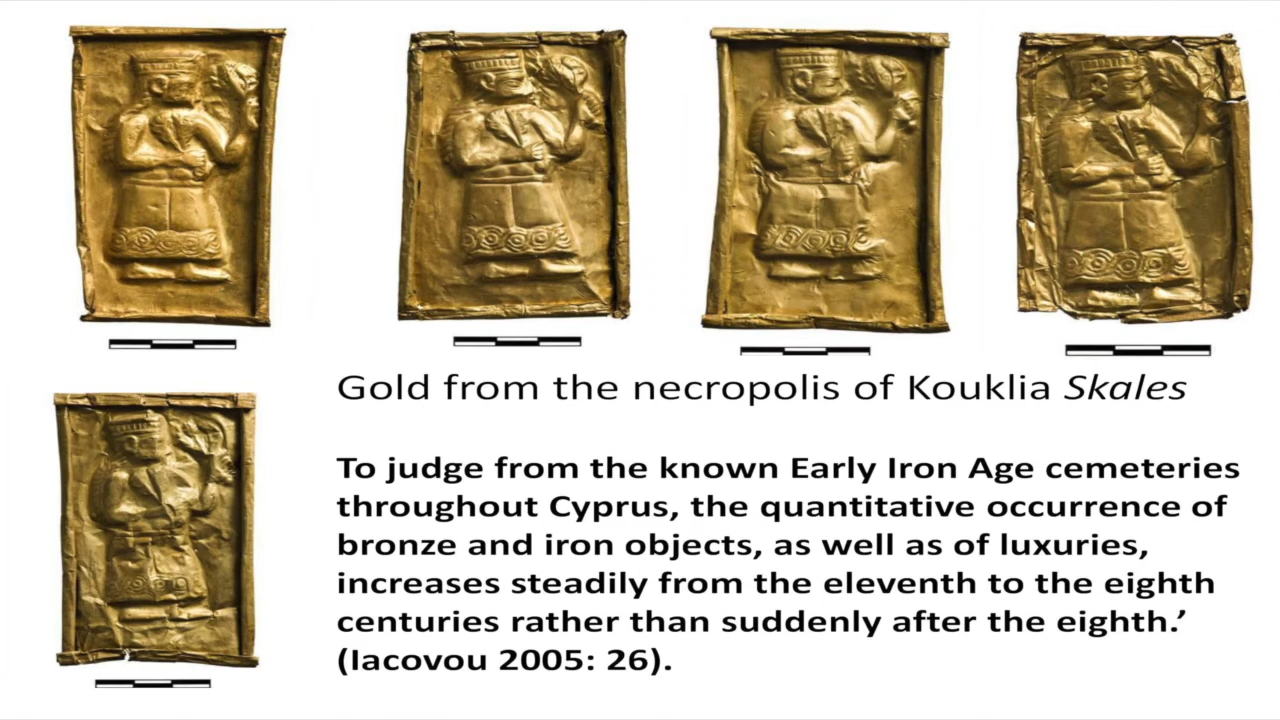 Gold from the necropolis of Kouklia Skales
To judge from the known Early Iron Age cemeteries
throughout Cyprus, the quantitative occurrence of
bronze and iron objects, as well as of luxuries,
increases steadily from the eleventh to the eighth
centuries rather than suddenly after the eighth.’
(Iacovou 2005: 26).